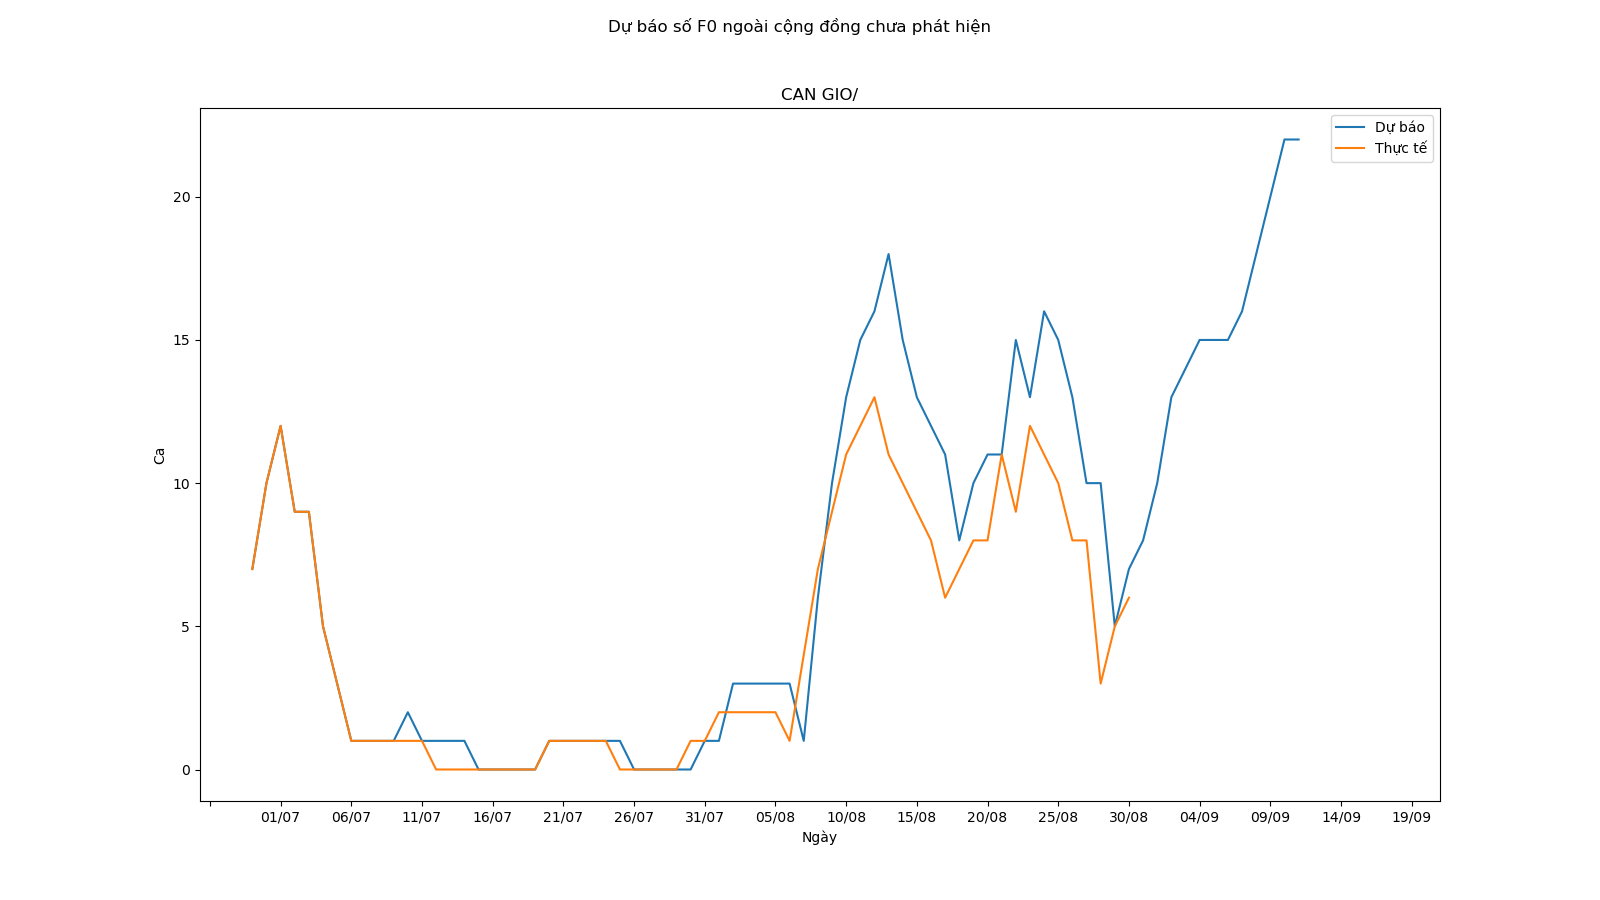 Dự báo số F0 ngoài cộng đồng chưa phát hiện
CAN GIO/
Dự báo
Thực tế
20
15
10
5
0
Ca
01/07 06/07 11/07 16/07 21/07 26/07 31/07 05/08 10/08 15/08 20/08 25/08 30/08 04/09 09/09 14/09 19/09
Ngày